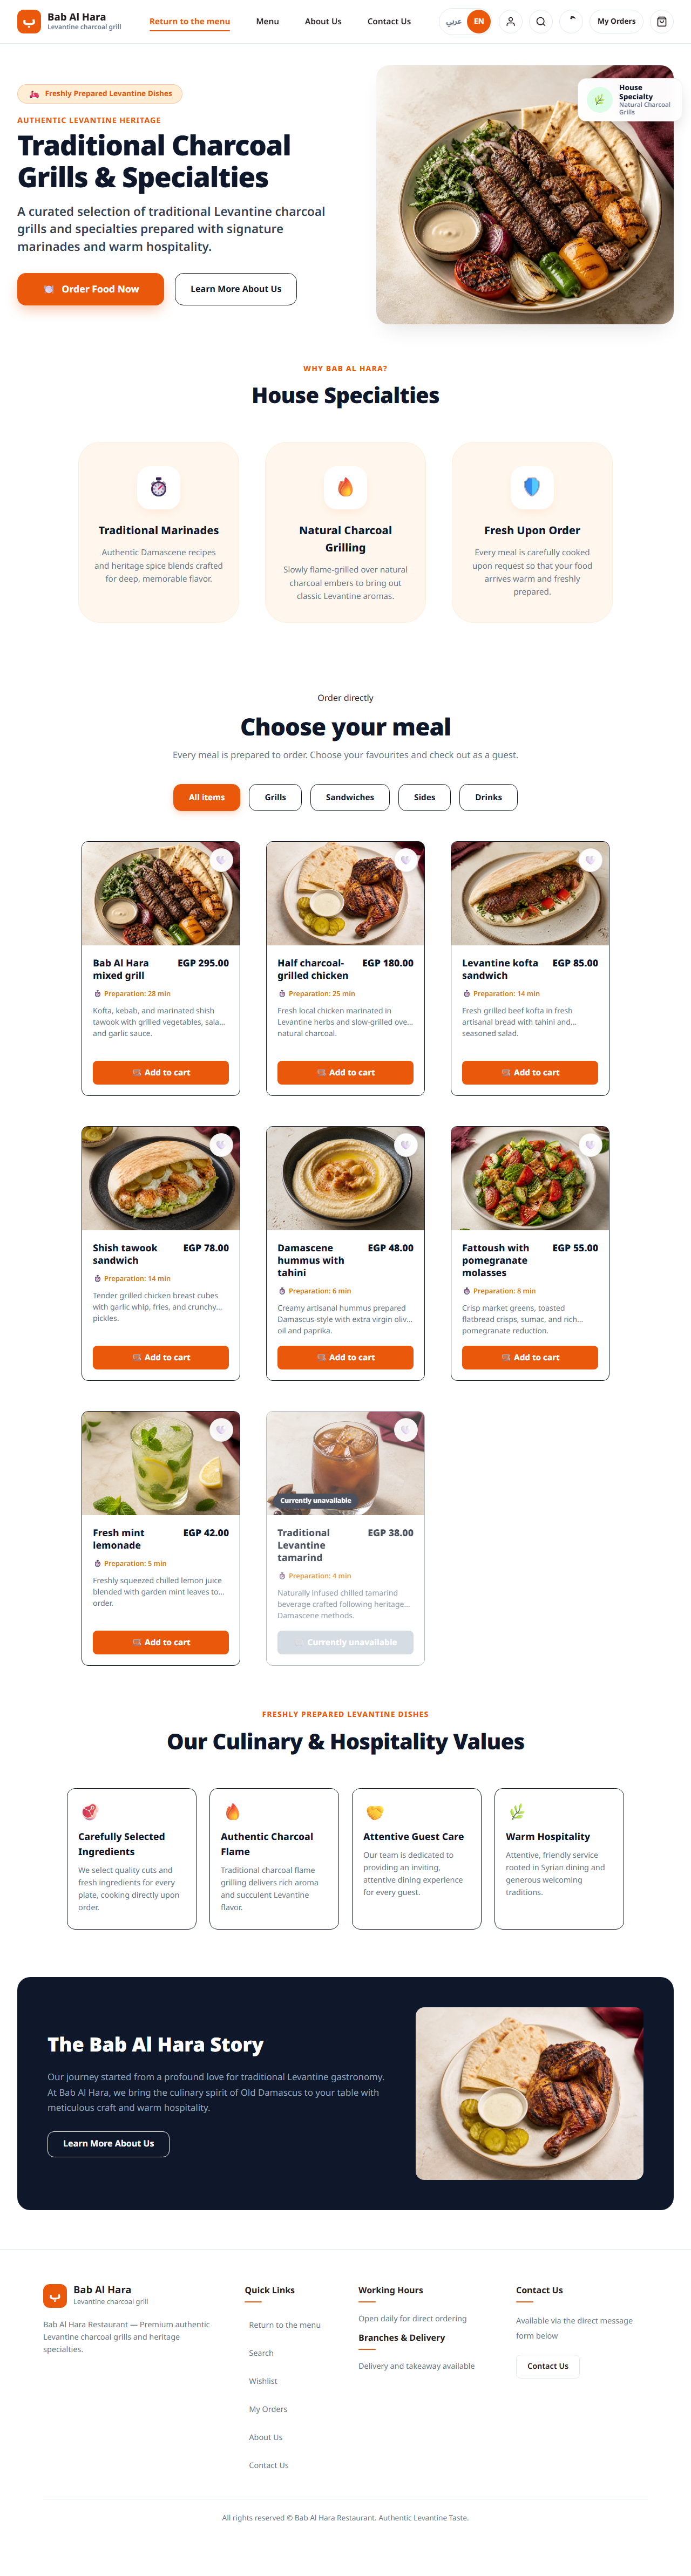 ب
Bab Al Hara
Levantine charcoal grill
Return to the menu
Menu
About Us
Contact Us
عربي
EN
My Orders
Freshly Prepared Levantine Dishes
AUTHENTIC LEVANTINE HERITAGE
Traditional Charcoal
Grills & Specialties
A curated selection of traditional Levantine charcoal
grills and specialties prepared with signature
marinades and warm hospitality.
Order Food Now
Learn More About Us
House
Specialty
Natural Charcoal
Grills
WHY BAB AL HARA?
House Specialties
Traditional Marinades
Authentic Damascene recipes
and heritage spice blends crafted
for deep, memorable flavor.
Natural Charcoal
Grilling
Slowly flame-grilled over natural
charcoal embers to bring out
classic Levantine aromas.
Fresh Upon Order
Every meal is carefully cooked
upon request so that your food
arrives warm and freshly
prepared.
Order directly
Choose your meal
Every meal is prepared to order. Choose your favourites and check out as a guest.
All items
Grills
Sandwiches
Sides
Drinks
Bab Al Hara
mixed grill
EGP 295.00
Preparation: 28 min
Kofta, kebab, and marinated shish
tawook with grilled vegetables, sala...
and garlic sauce.
Add to cart
Half charcoal-
grilled chicken
EGP 180.00
Preparation: 25 min
Fresh local chicken marinated in
Levantine herbs and slow-grilled ove...
natural charcoal.
Add to cart
Levantine kofta
sandwich
EGP 85.00
Preparation: 14 min
Fresh grilled beef kofta in fresh
artisanal bread with tahini and...
seasoned salad.
Add to cart
Shish tawook
sandwich
EGP 78.00
Preparation: 14 min
Tender grilled chicken breast cubes
with garlic whip, fries, and crunchy...
pickles.
Add to cart
Damascene
hummus with
tahini
EGP 48.00
Preparation: 6 min
Creamy artisanal hummus prepared
Damascus-style with extra virgin oliv...
oil and paprika.
Add to cart
Fattoush with
pomegranate
molasses
EGP 55.00
Preparation: 8 min
Crisp market greens, toasted
flatbread crisps, sumac, and rich...
pomegranate reduction.
Add to cart
Fresh mint
lemonade
EGP 42.00
Preparation: 5 min
Freshly squeezed chilled lemon juice
blended with garden mint leaves to...
order.
Add to cart
Currently unavailable
Traditional
Levantine
tamarind
EGP 38.00
Preparation: 4 min
Naturally infused chilled tamarind
beverage crafted following heritage...
Damascene methods.
Currently unavailable
FRESHLY PREPARED LEVANTINE DISHES
Our Culinary & Hospitality Values
Carefully Selected
Ingredients
We select quality cuts and
fresh ingredients for every
plate, cooking directly upon
order.
Authentic Charcoal
Flame
Traditional charcoal flame
grilling delivers rich aroma
and succulent Levantine
flavor.
Attentive Guest Care
Our team is dedicated to
providing an inviting,
attentive dining experience
for every guest.
Warm Hospitality
Attentive, friendly service
rooted in Syrian dining and
generous welcoming
traditions.
The Bab Al Hara Story
Our journey started from a profound love for traditional Levantine gastronomy.
At Bab Al Hara, we bring the culinary spirit of Old Damascus to your table with
meticulous craft and warm hospitality.
Learn More About Us
ب
Bab Al Hara
Levantine charcoal grill
Bab Al Hara Restaurant — Premium authentic
Levantine charcoal grills and heritage
specialties.
Quick Links
Return to the menu
Search
Wishlist
My Orders
About Us
Contact Us
Working Hours
Open daily for direct ordering
Branches & Delivery
Delivery and takeaway available
Contact Us
Available via the direct message
form below
Contact Us
All rights reserved © Bab Al Hara Restaurant. Authentic Levantine Taste.